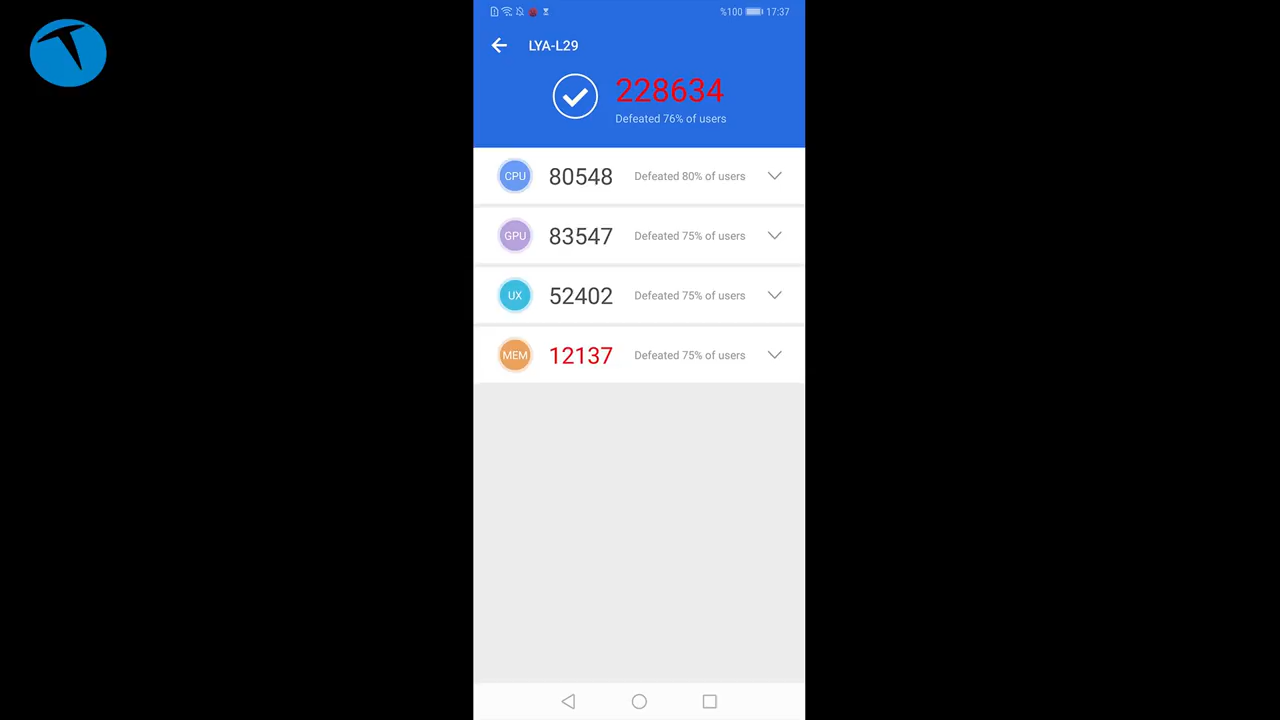 %100 17:37
LYA-L29
228634
Defeated 76% of users
CPU 80548 Defeated 80% of users
GPU 83547 Defeated 75% of users
UX 52402 Defeated 75% of users
MEM 12137 Defeated 75% of users